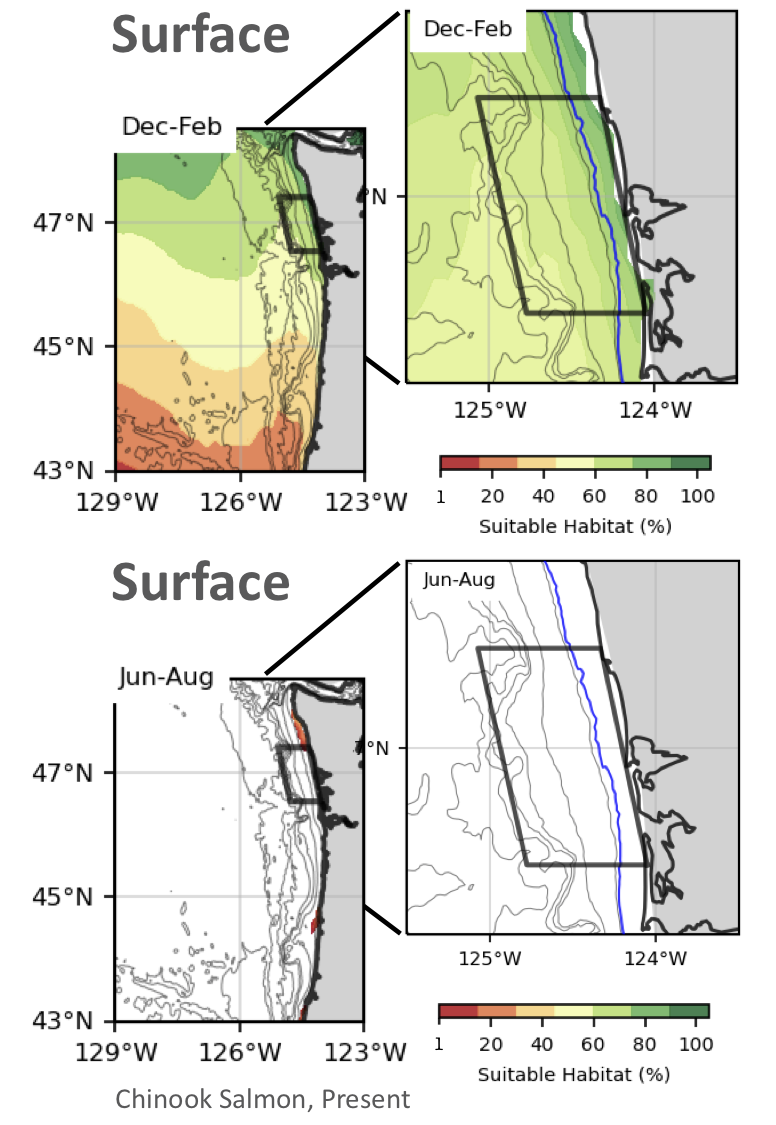 Surface
Dec-Feb
Dec-Feb
47°N
45°N
43°N
129°W 126°W 123°W
°N
125°W 124°W
1 20 40 60 80 100
Suitable Habitat (%)
Surface
Jun-Aug
Jun-Aug
47°N
45°N
43°N
129°W 126°W 123°W
7°N
125°W 124°W
1 20 40 60 80 100
Suitable Habitat (%)
Chinook Salmon, Present